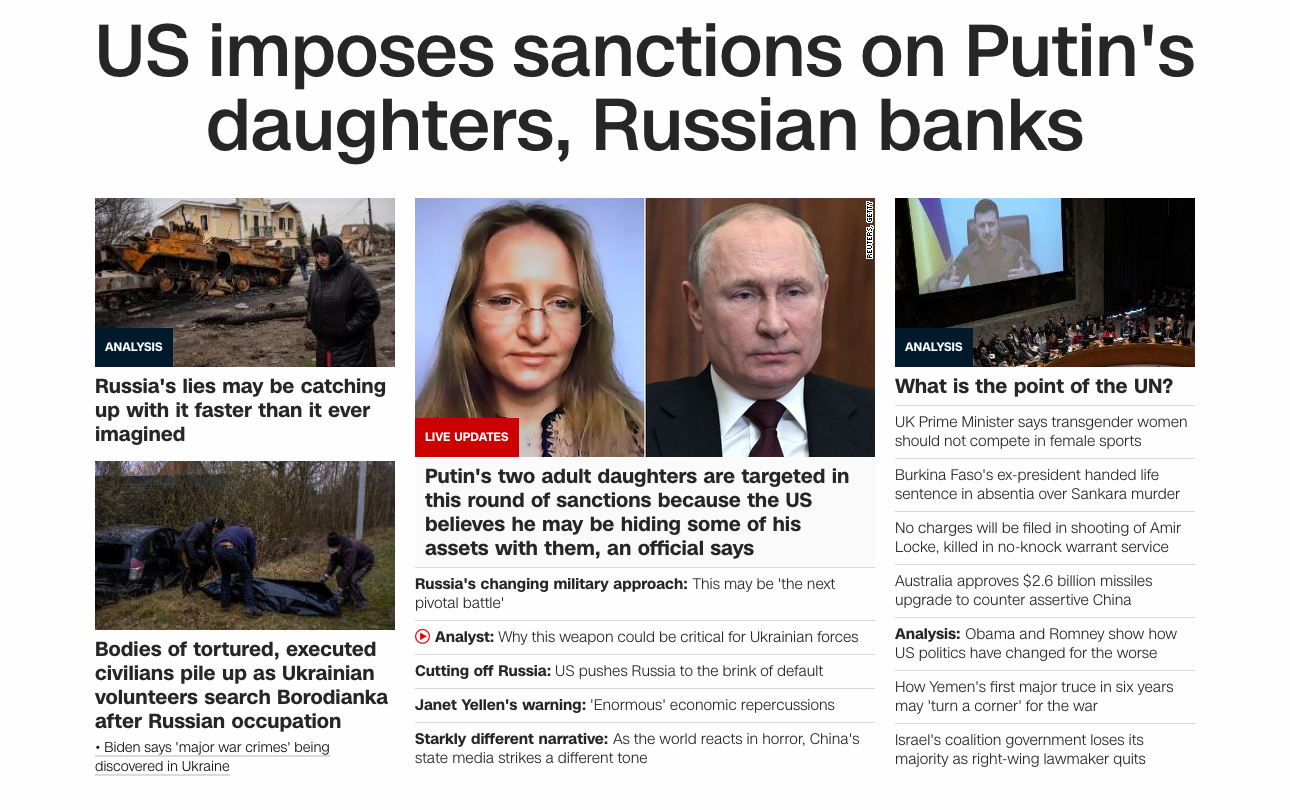 US imposes sanctions on Putin's
daughters, Russian banks
ANALYSIS
Russia's lies may be catching
up with it faster than it ever
imagined
Bodies of tortured, executed
civilians pile up as Ukrainian
volunteers search Borodianka
after Russian occupation
• Biden says 'major war crimes' being
discovered in Ukraine
REUTERS, GETTY
LIVE UPDATES
Putin's two adult daughters are targeted in
this round of sanctions because the US
believes he may be hiding some of his
assets with them, an official says
Russia's changing military approach: This may be 'the next
pivotal battle'
Analyst: Why this weapon could be critical for Ukrainian forces
Cutting off Russia: US pushes Russia to the brink of default
Janet Yellen's warning: 'Enormous' economic repercussions
Starkly different narrative: As the world reacts in horror, China's
state media strikes a different tone
ANALYSIS
What is the point of the UN?
UK Prime Minister says transgender women
should not compete in female sports
Burkina Faso's ex-president handed life
sentence in absentia over Sankara murder
No charges will be filed in shooting of Amir
Locke, killed in no-knock warrant service
Australia approves $2.6 billion missiles
upgrade to counter assertive China
Analysis: Obama and Romney show how
US politics have changed for the worse
How Yemen's first major truce in six years
may 'turn a corner' for the war
Israel's coalition government loses its
majority as right-wing lawmaker quits